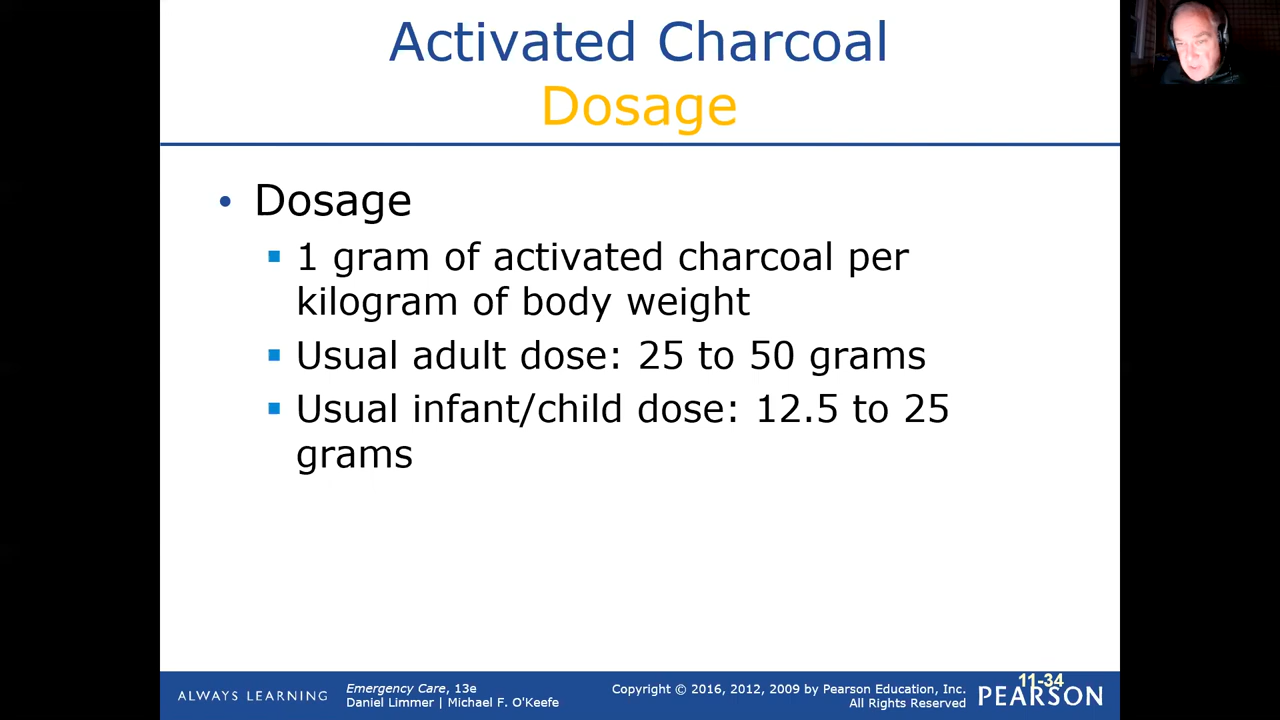 Activated Charcoal
Dosage
• Dosage
▪ 1 gram of activated charcoal per
kilogram of body weight
▪ Usual adult dose: 25 to 50 grams
▪ Usual infant/child dose: 12.5 to 25
grams
ALWAYS LEARNING
Emergency Care, 13e
Daniel Limmer | Michael F. O'Keefe
Copyright © 2016, 2012, 2009 by Pearson Education, Inc.
All Rights Reserved
11-34
PEARSON